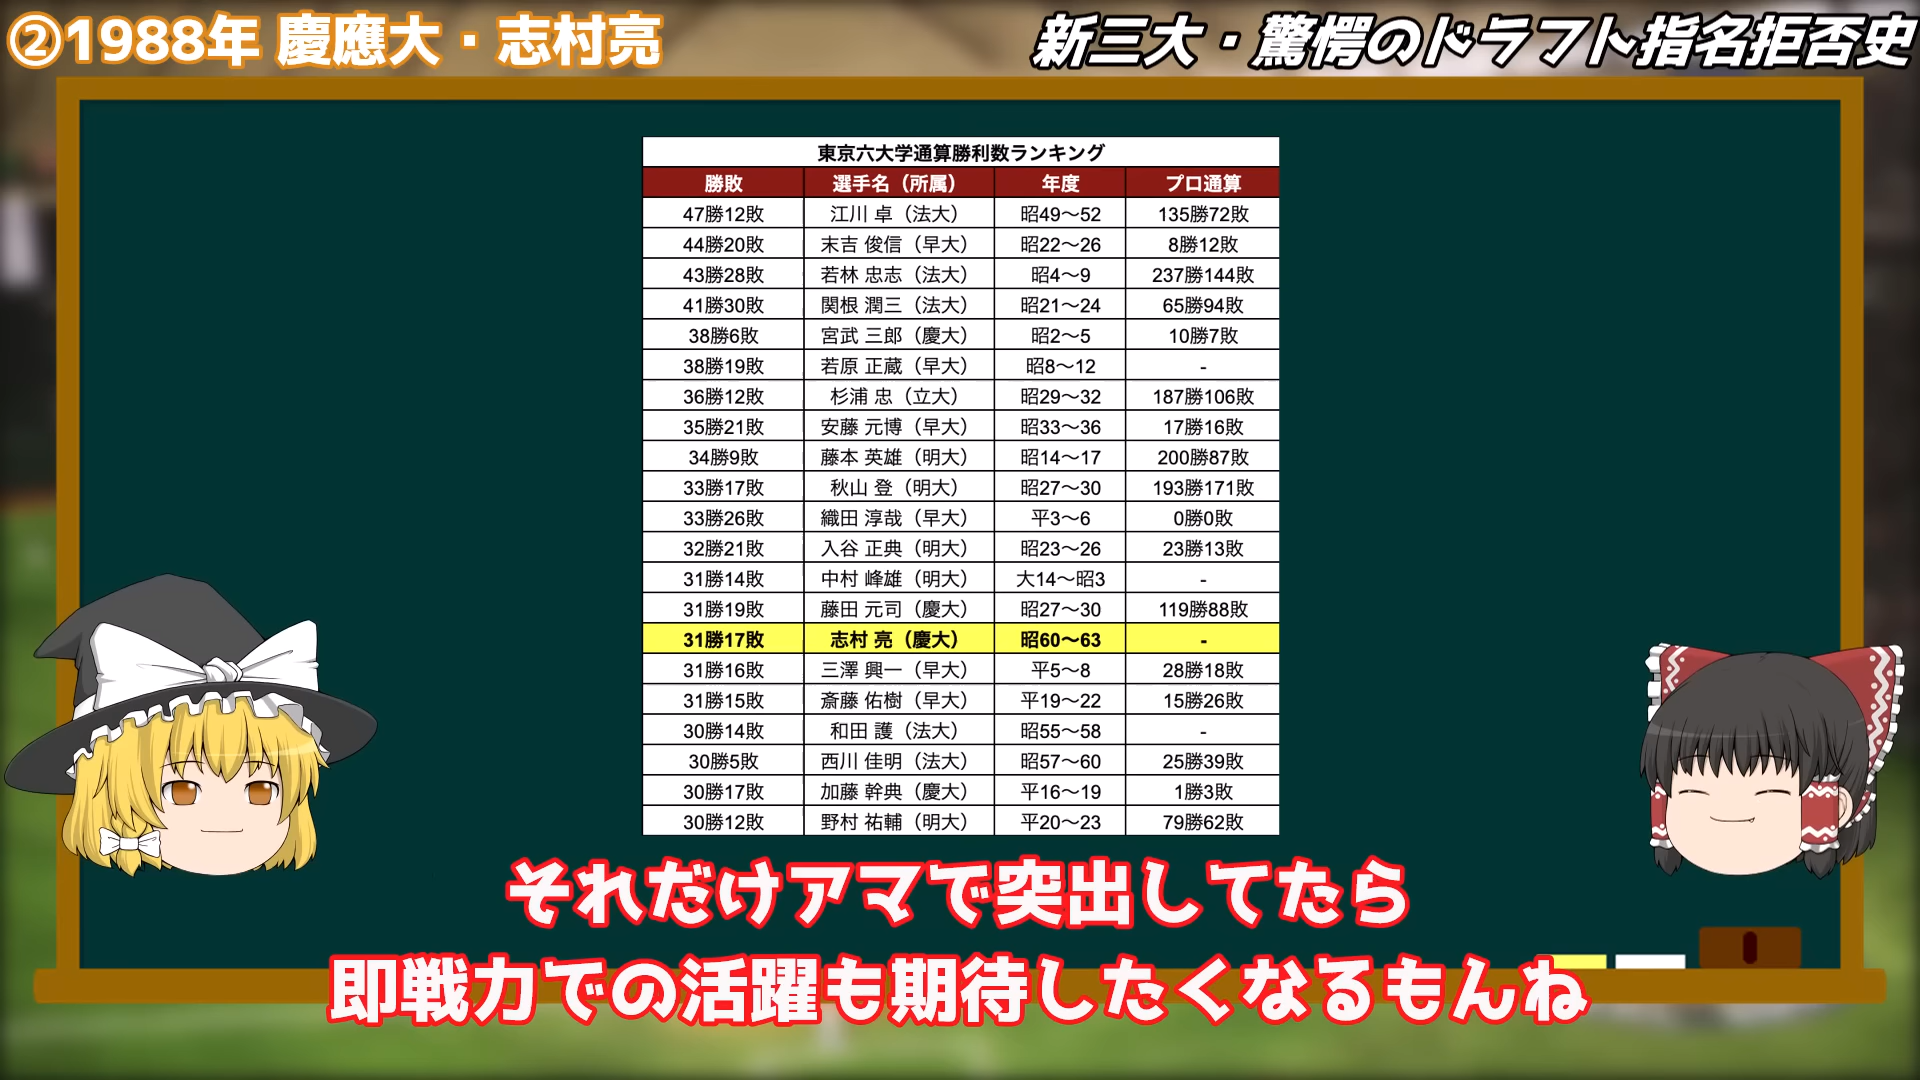 ②1988年 慶應大・志村亮
新三大・驚愕のドラフト指名拒否史
東京六大学通算勝利数ランキング
勝敗 選手名（所属） 年度 プロ通算
47勝12敗 江川 卓（法大） 昭49～52 135勝72敗
44勝20敗 末吉 俊信（早大） 昭22～26 8勝12敗
43勝28敗 若林 忠志（法大） 昭4～9 237勝144敗
41勝30敗 関根 潤三（法大） 昭21～24 65勝94敗
38勝6敗 宮武 三郎（慶大） 昭2～5 10勝7敗
38勝19敗 若原 正蔵（早大） 昭8～12 -
36勝12敗 杉浦 忠（立大） 昭29～32 187勝106敗
35勝21敗 安藤 元博（早大） 昭33～36 17勝16敗
34勝9敗 藤本 英雄（明大） 昭14～17 200勝87敗
33勝17敗 秋山 登（明大） 昭27～30 193勝171敗
33勝26敗 織田 淳哉（早大） 平3～6 0勝0敗
32勝21敗 入谷 正典（明大） 昭23～26 23勝13敗
31勝14敗 中村 峰雄（明大） 大14～昭3 -
31勝19敗 藤田 元司（慶大） 昭27～30 119勝88敗
31勝17敗 志村 亮（慶大） 昭60～63 -
31勝16敗 三澤 興一（早大） 平5～8 28勝18敗
31勝15敗 斎藤 佑樹（早大） 平19～22 15勝26敗
30勝14敗 和田 護（法大） 昭55～58 -
30勝5敗 西川 佳明（法大） 昭57～60 25勝39敗
30勝17敗 加藤 幹典（慶大） 平16～19 1勝3敗
30勝12敗 野村 祐輔（明大） 平20～23 79勝62敗
それだけアマで突出してたら
即戦力での活躍も期待したくなるもんね